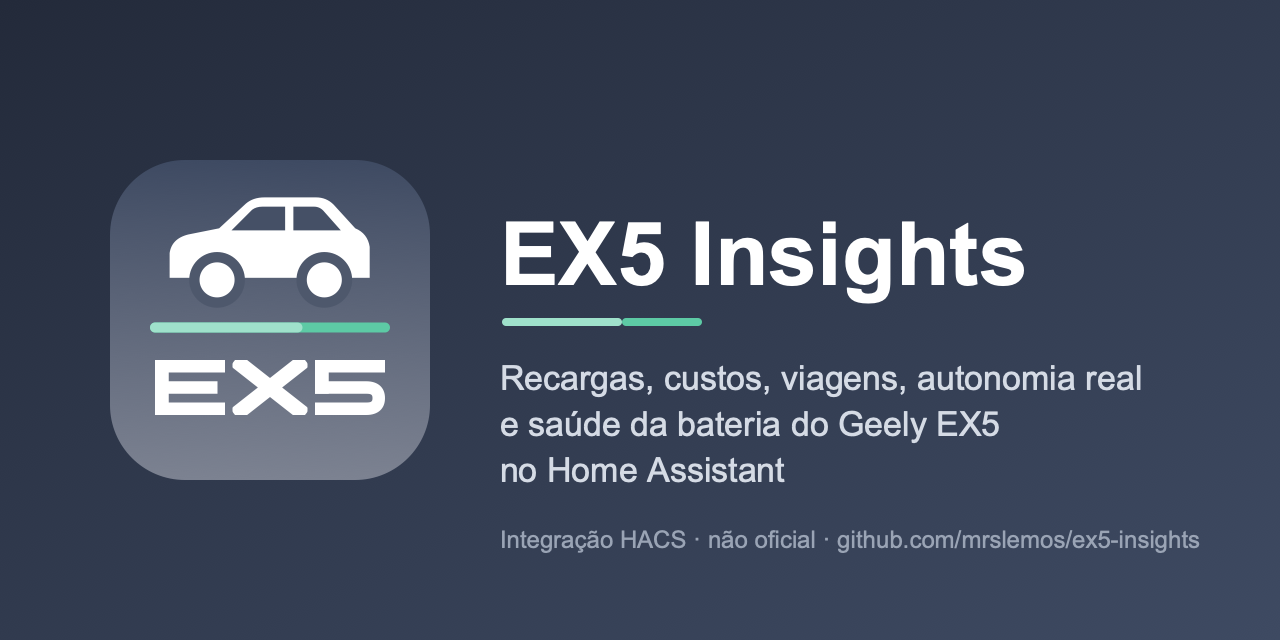 EX5
EX5 Insights
Recargas, custos, viagens, autonomia real
e saúde da bateria do Geely EX5
no Home Assistant
Integração HACS · não oficial · github.com/mrslemos/ex5-insights